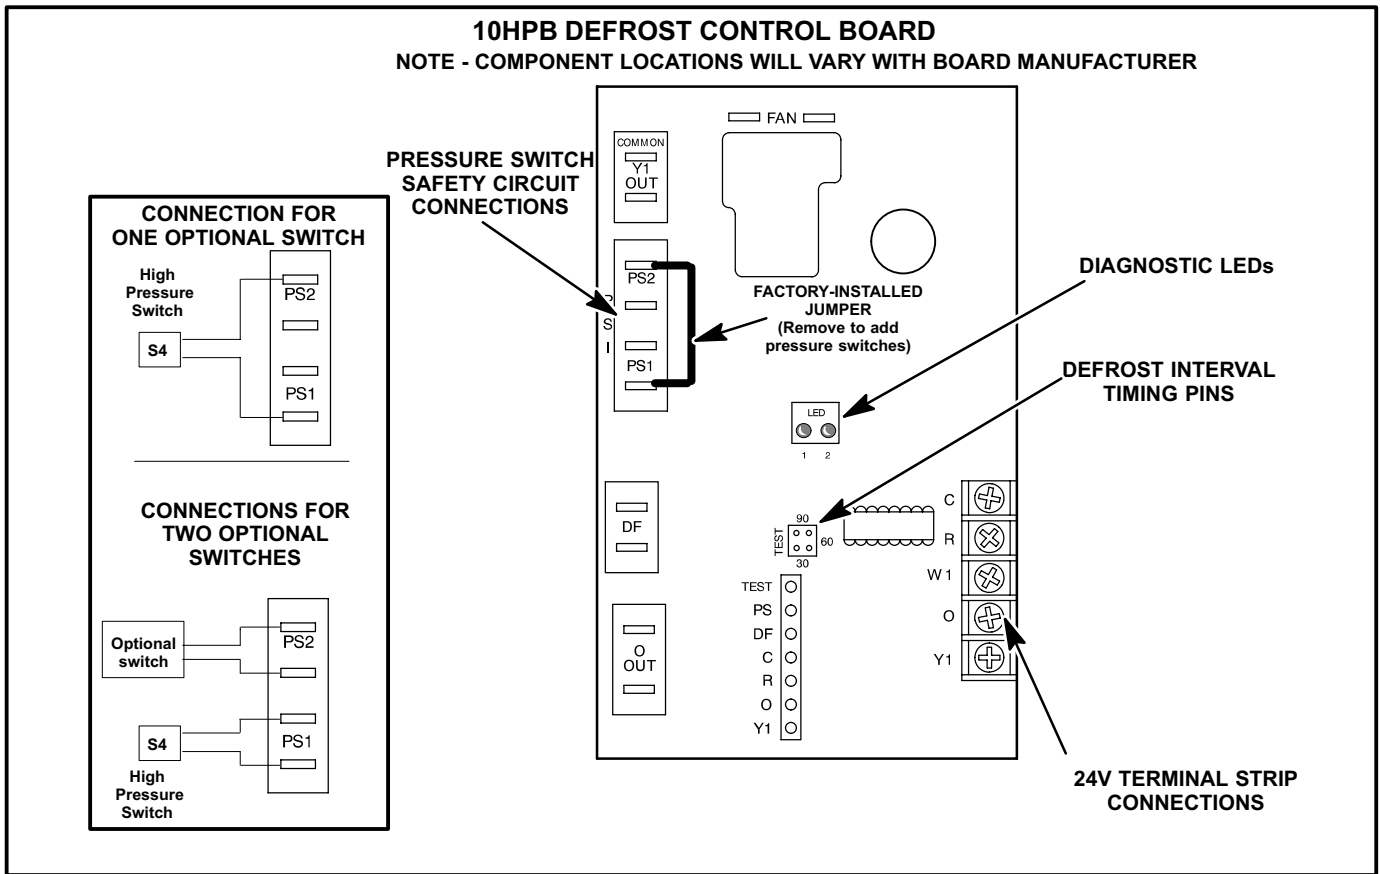 10HPB DEFROST CONTROL BOARD
NOTE - COMPONENT LOCATIONS WILL VARY WITH BOARD MANUFACTURER
CONNECTION FOR
ONE OPTIONAL SWITCH
High
Pressure
Switch
S4
PS2
PS1
CONNECTIONS FOR
TWO OPTIONAL
SWITCHES
Optional
switch
PS2
S4
PS1
High
Pressure
Switch
PRESSURE SWITCH
SAFETY CIRCUIT
CONNECTIONS
FAN
COMMON
Y1
OUT
PS2
P
S
I
PS1
FACTORY-INSTALLED
JUMPER
(Remove to add
pressure switches)
DIAGNOSTIC LEDs
LED
1 2
DEFROST INTERVAL
TIMING PINS
DF
90
TEST
60
30
O
OUT
TEST
PS
DF
C
R
O
Y1
C
R
W1
O
Y1
24V TERMINAL STRIP
CONNECTIONS